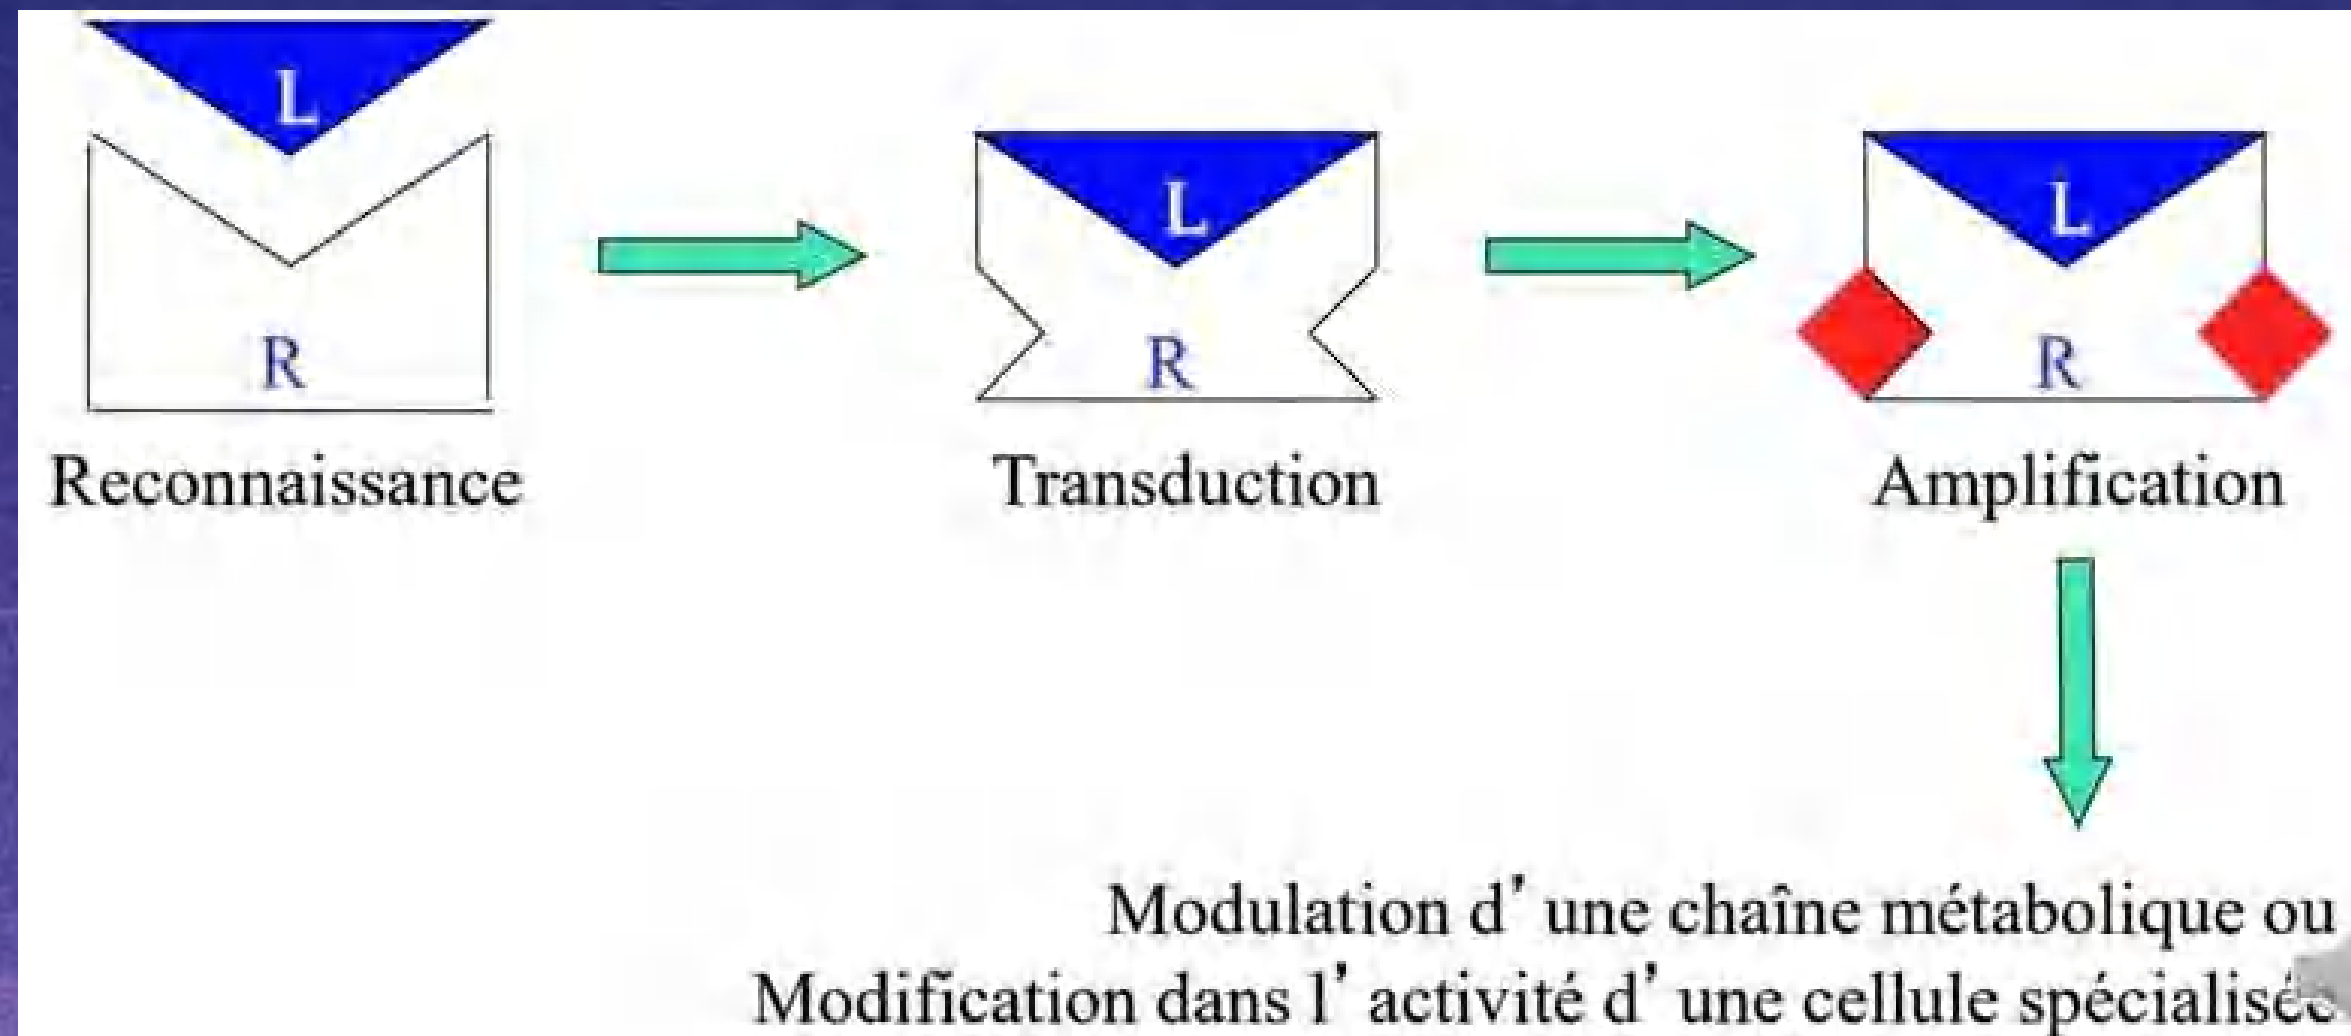 L
R
Reconnaissance
L
R
Transduction
L
R
Amplification
Modulation d’ une chaîne métabolique ou
Modification dans l’ activité d’ une cellule spécialisée